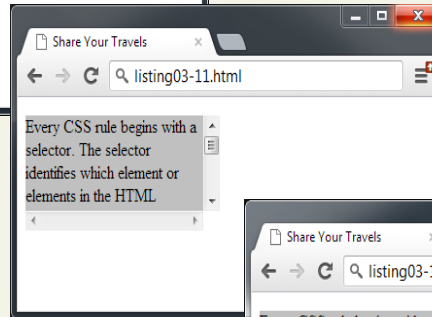 Share Your Travels
listing03-11.html
Every CSS rule begins with a
selector. The selector
identifies which element or
elements in the HTML
Share Your Travels
listing03-